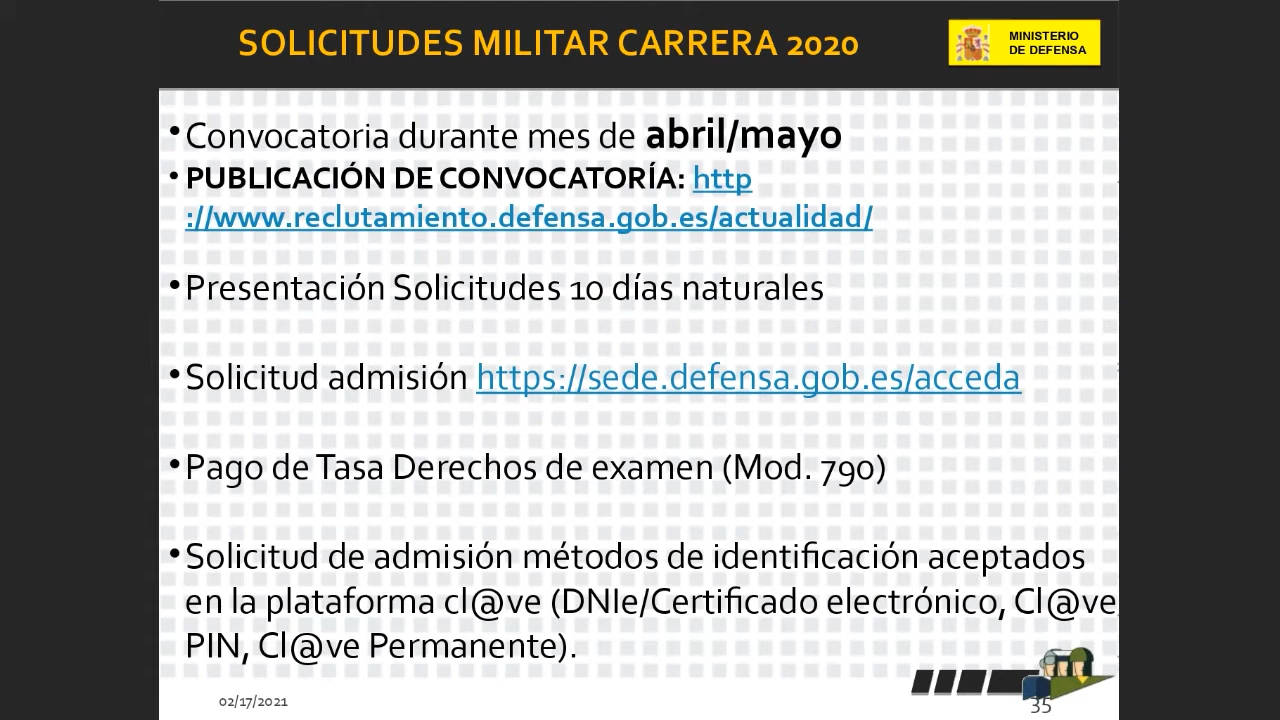 SOLICITUDES MILITAR CARRERA 2020
MINISTERIO
DE DEFENSA
•Convocatoria durante mes de abril/mayo
• PUBLICACIÓN DE CONVOCATORÍA: http
://www.reclutamiento.defensa.gob.es/actualidad/
•Presentación Solicitudes 10 días naturales
•Solicitud admisión https://sede.defensa.gob.es/acceda
•Pago de Tasa Derechos de examen (Mod. 790)
•Solicitud de admisión métodos de identificación aceptados
en la plataforma cl@ve (DNIe/Certificado electrónico, Cl@ve
PIN, Cl@ve Permanente).
02/17/2021
35